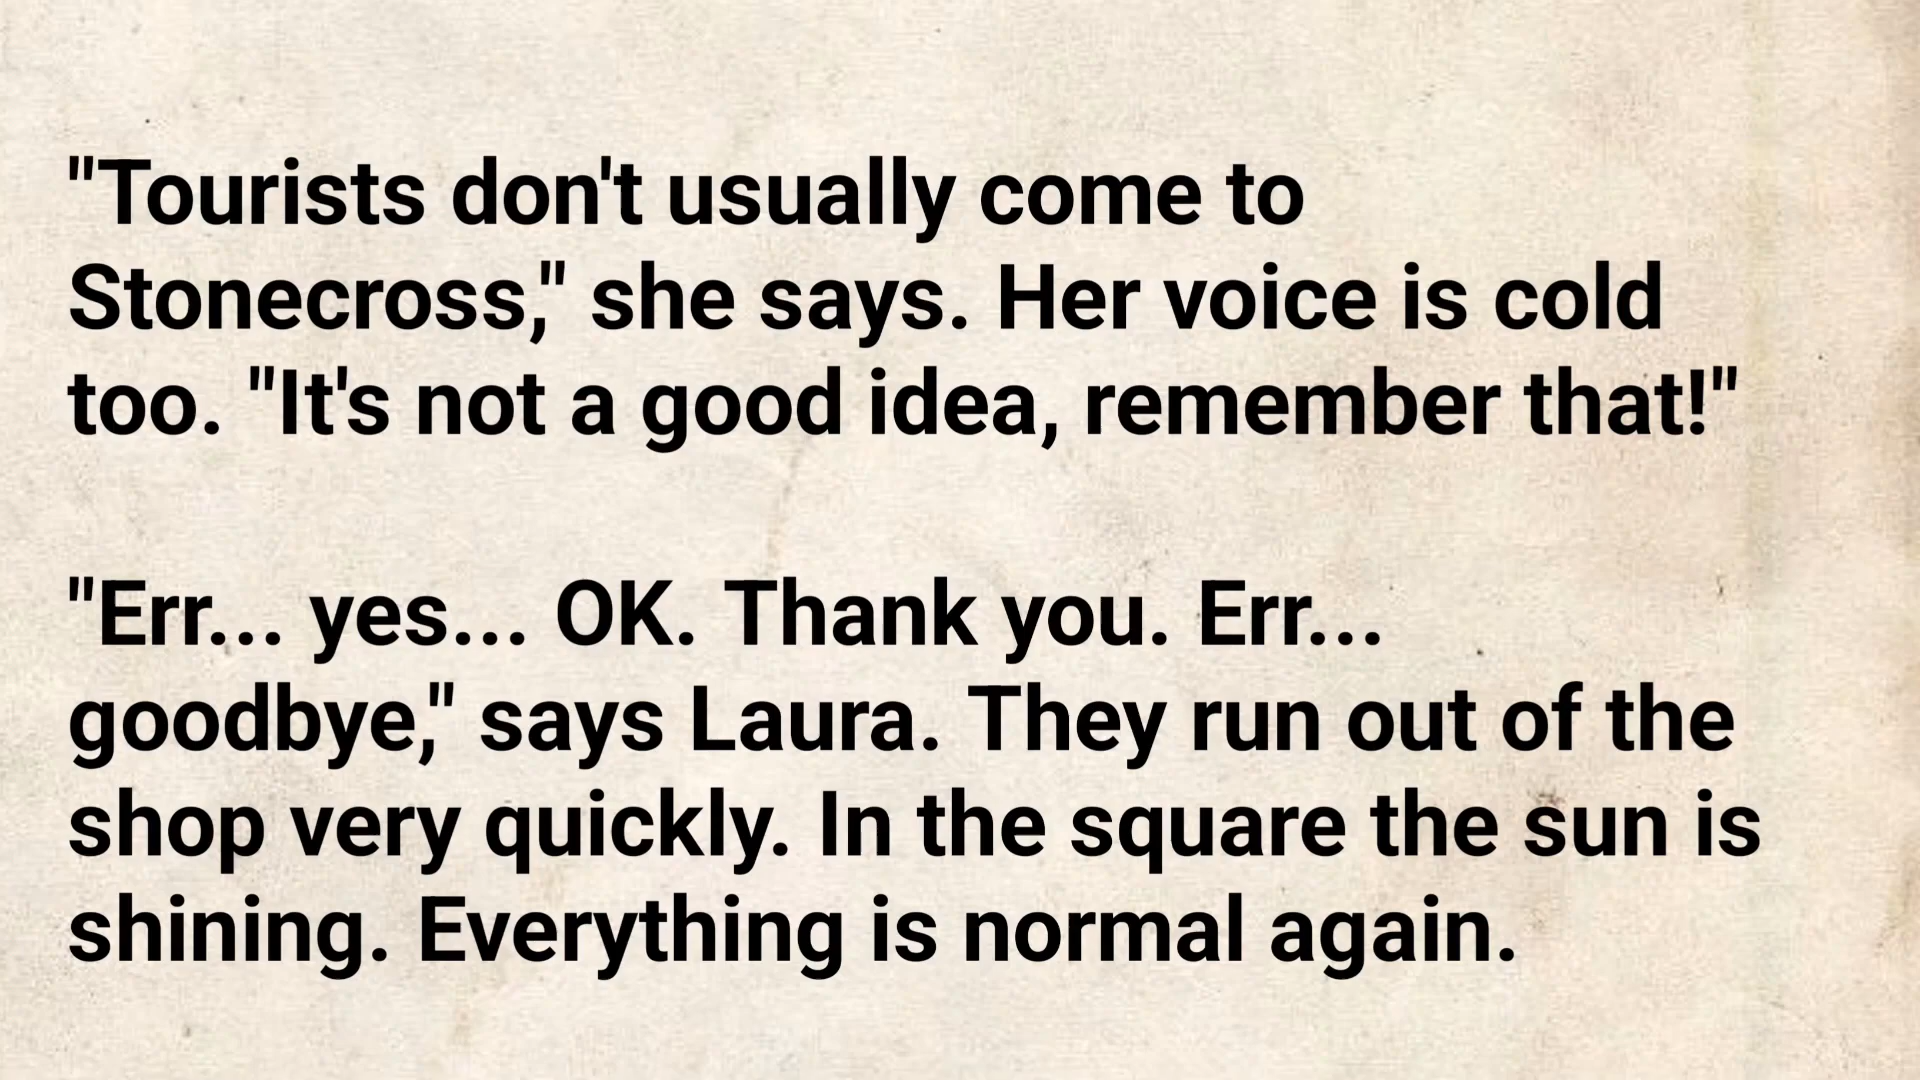 "Tourists don't usually come to
Stonecross," she says. Her voice is cold
too. "It's not a good idea, remember that!"
"Err... yes... OK. Thank you. Err...
goodbye," says Laura. They run out of the
shop very quickly. In the square the sun is
shining. Everything is normal again.